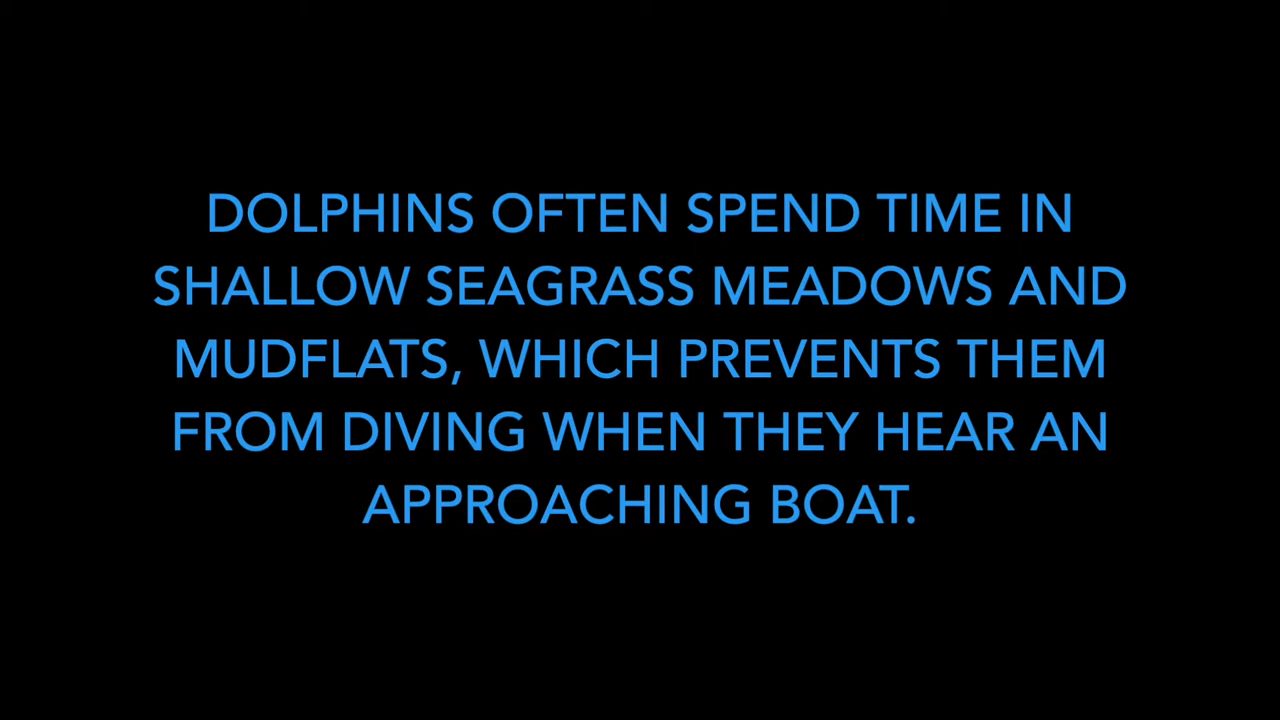 DOLPHINS OFTEN SPEND TIME IN
SHALLOW SEAGRASS MEADOWS AND
MUDFLATS, WHICH PREVENTS THEM
FROM DIVING WHEN THEY HEAR AN
APPROACHING BOAT.